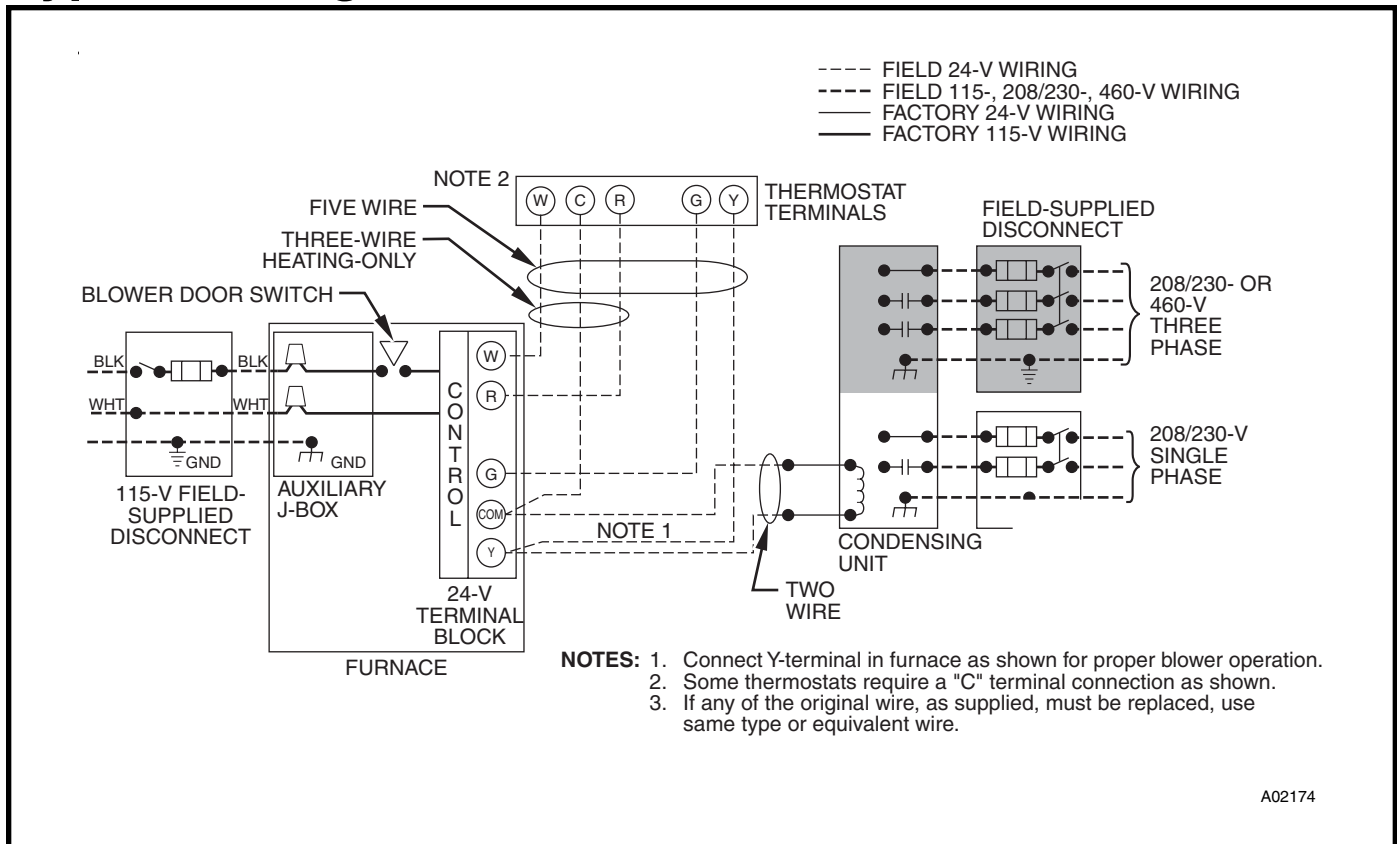 FIELD 24-V WIRING
FIELD 115-, 208/230-, 460-V WIRING
FACTORY 24-V WIRING
FACTORY 115-V WIRING
NOTE 2
W
C
R
G
Y
THERMOSTAT
TERMINALS
FIVE WIRE
THREE-WIRE
HEATING-ONLY
BLOWER DOOR SWITCH
FIELD-SUPPLIED
DISCONNECT
208/230- OR
460-V
THREE
PHASE
BLK
BLK
WHT
WHT
GND
GND
115-V FIELD-
SUPPLIED
DISCONNECT
AUXILIARY
J-BOX
CONTROL
W
R
G
COM
Y
NOTE 1
24-V
TERMINAL
BLOCK
FURNACE
TWO
WIRE
CONDENSING
UNIT
208/230-V
SINGLE
PHASE
NOTES: 1. Connect Y-terminal in furnace as shown for proper blower operation.
2. Some thermostats require a "C" terminal connection as shown.
3. If any of the original wire, as supplied, must be replaced, use
same type or equivalent wire.
A02174